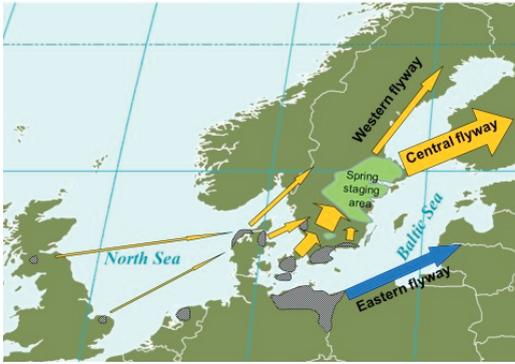 Western flyway
Central flyway
Spring
staging
area
North Sea
Baltic Sea
Eastern flyway